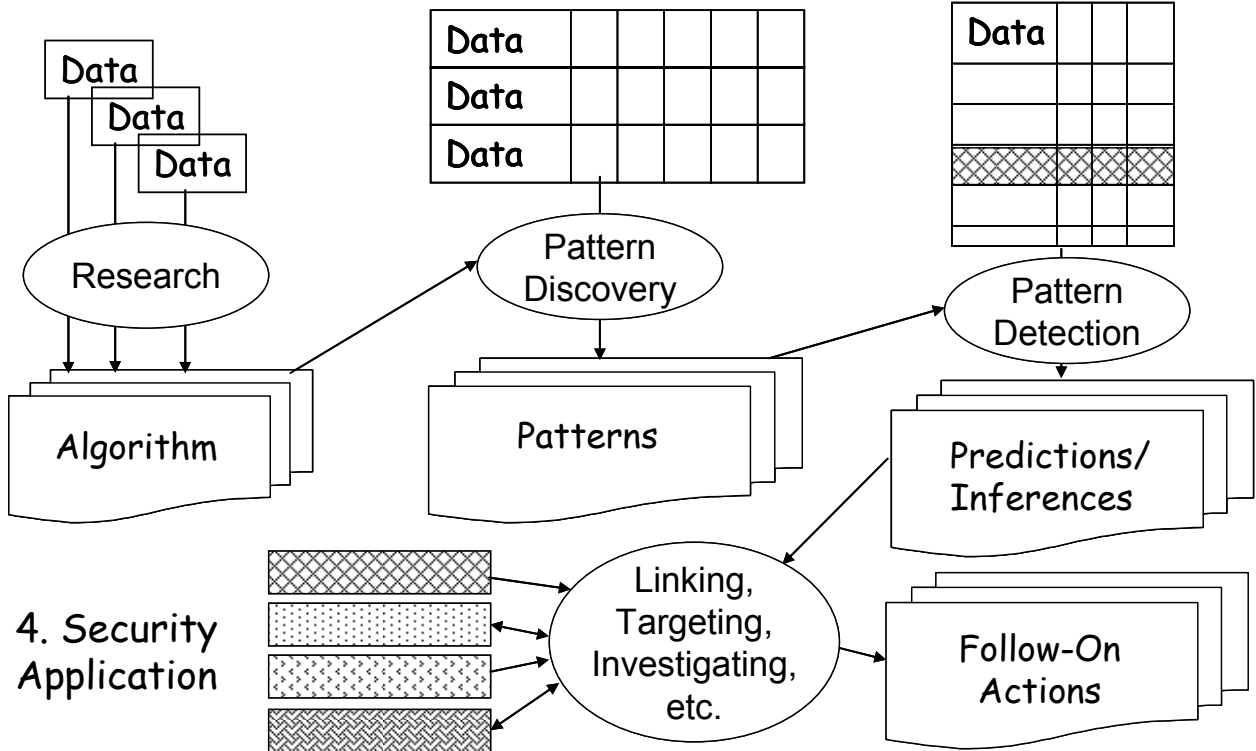 Data
Data
Data
Research
Algorithm
Data
Data
Data
Pattern
Discovery
Patterns
Data
Pattern
Detection
Predictions/
Inferences
4. Security
Application
Linking,
Targeting,
Investigating,
etc.
Follow-On
Actions